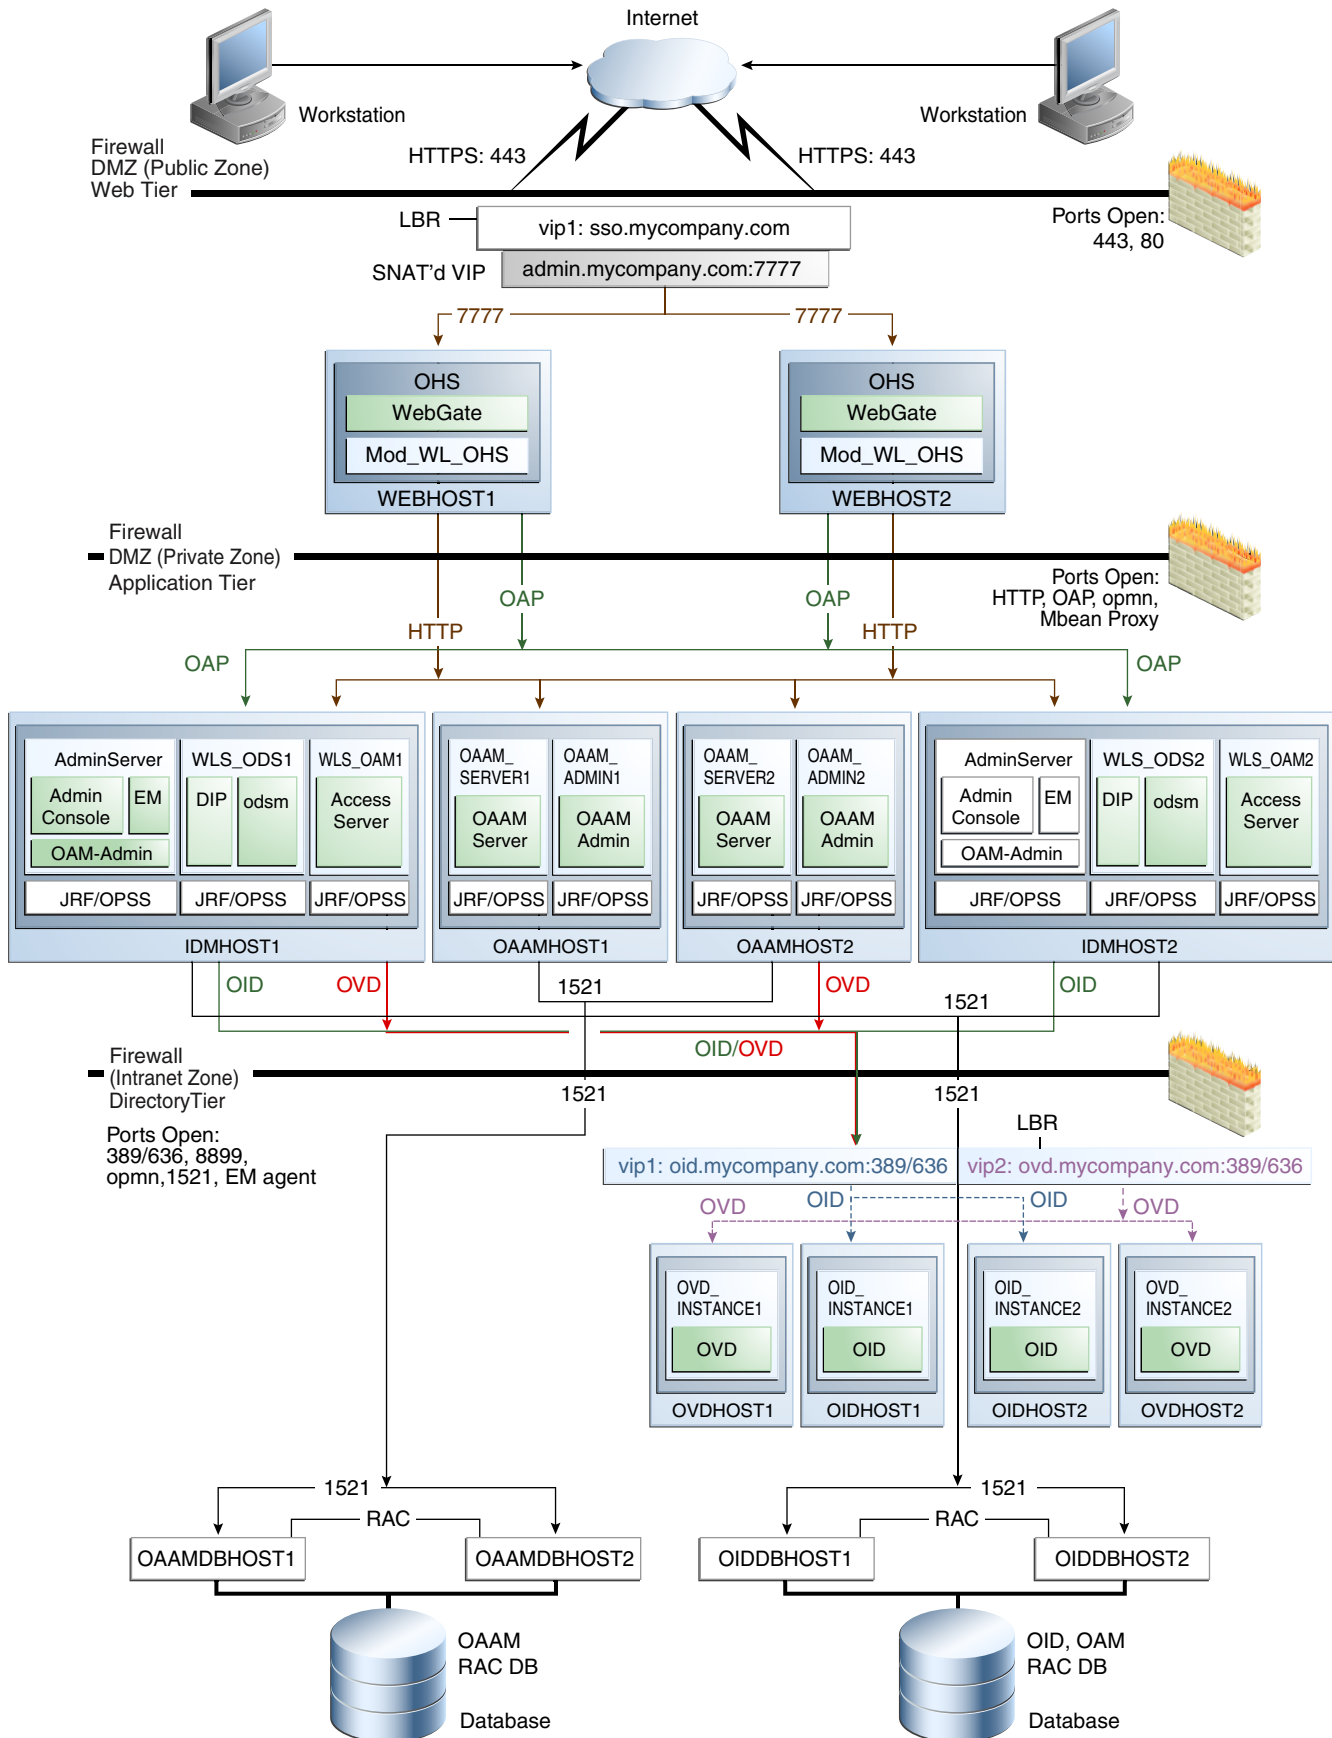 Internet
Workstation
Workstation
Firewall
DMZ (Public Zone)
Web Tier
HTTPS: 443
HTTPS: 443
Ports Open:
443, 80
LBR
vip1: sso.mycompany.com
SNAT'd VIP
admin.mycompany.com:7777
7777
7777
OHS
WebGate
Mod_WL_OHS
WEBHOST1
OHS
WebGate
Mod_WL_OHS
WEBHOST2
Firewall
DMZ (Private Zone)
Application Tier
Ports Open:
HTTP, OAP, opmn,
Mbean Proxy
OAP
OAP
HTTP
HTTP
OAP
OAP
AdminServer
Admin
Console
EM
OAM-Admin
JRF/OPSS
WLS_ODS1
DIP
odsm
JRF/OPSS
WLS_OAM1
Access
Server
JRF/OPSS
IDMHOST1
OAAM_
SERVER1
OAAM
Server
JRF/OPSS
OAAM_
ADMIN1
OAAM
Admin
JRF/OPSS
OAAMHOST1
OAAM_
SERVER2
OAAM
Server
JRF/OPSS
OAAM_
ADMIN2
OAAM
Admin
JRF/OPSS
OAAMHOST2
AdminServer
Admin
Console
EM
OAM-Admin
JRF/OPSS
WLS_ODS2
DIP
odsm
JRF/OPSS
WLS_OAM2
Access
Server
JRF/OPSS
IDMHOST2
OID
OVD
1521
OVD
1521
OID
OID/OVD
Firewall
(Intranet Zone)
DirectoryTier
1521
1521
Ports Open:
389/636, 8899,
opmn,1521, EM agent
LBR
vip1: oid.mycompany.com:389/636
vip2: ovd.mycompany.com:389/636
OVD
OID
OID
OVD
OVD_
INSTANCE1
OVD
OVDHOST1
OID_
INSTANCE1
OID
OIDHOST1
OID_
INSTANCE2
OID
OIDHOST2
OVD_
INSTANCE2
OVD
OVDHOST2
1521
RAC
OAAMDBHOST1
OAAMDBHOST2
1521
RAC
OIDDBHOST1
OIDDBHOST2
OAAM
RAC DB
Database
OID, OAM
RAC DB
Database